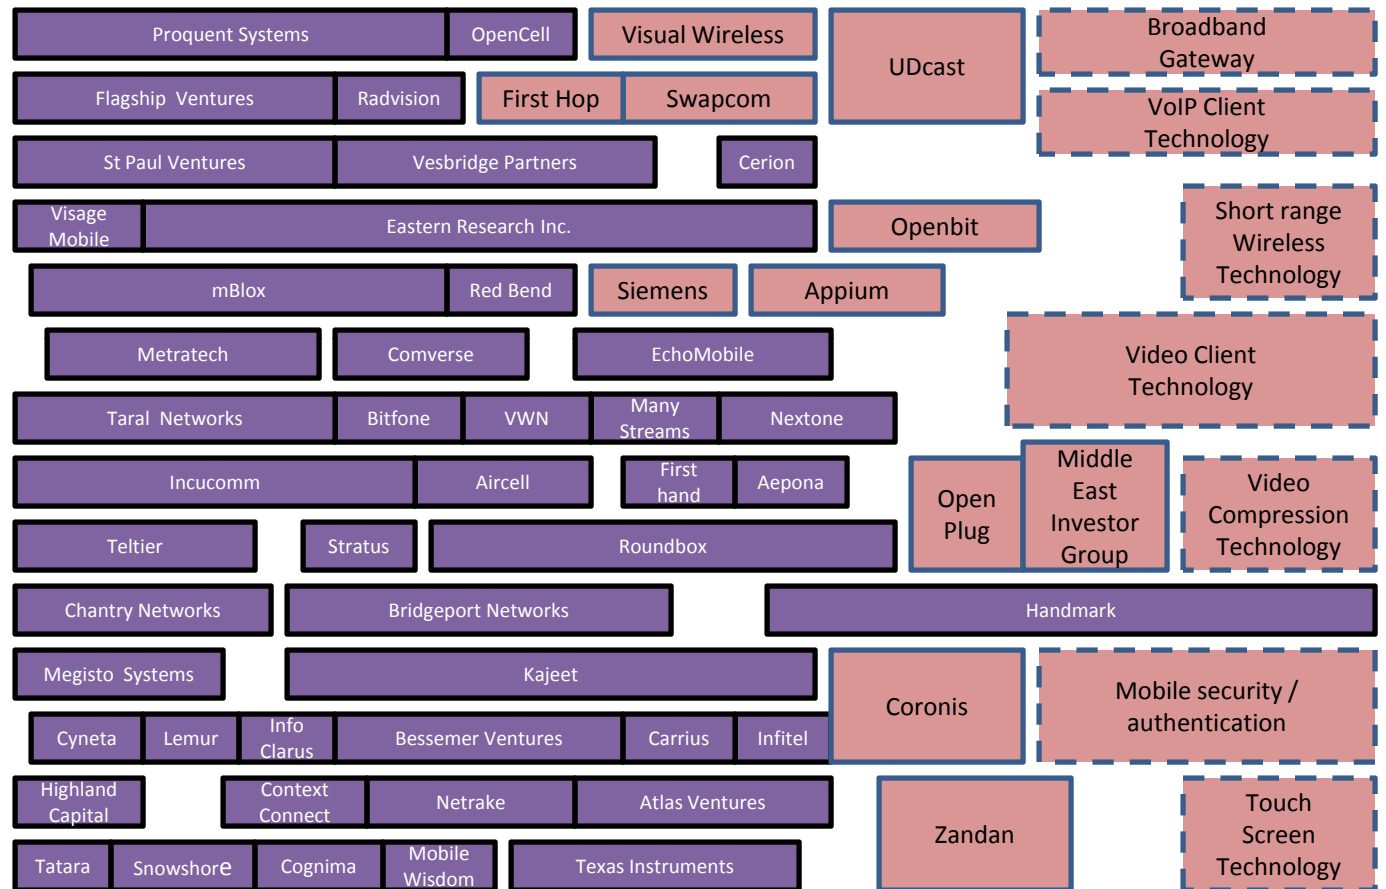 Proquent Systems
OpenCell
Visual Wireless
UDcast
Broadband
Gateway
Flagship Ventures
Radvision
First Hop
Swapcom
VoIP Client
Technology
St Paul Ventures
Vesbridge Partners
Cerion
Visage
Mobile
Eastern Research Inc.
Openbit
Short range
Wireless
Technology
mBlox
Red Bend
Siemens
Appium
Metratech
Comverse
EchoMobile
Video Client
Technology
Taral Networks
Bitfone
VWN
Many
Streams
Nextone
Incucomm
Aircell
First
hand
Aepona
Open
Plug
Middle
East
Investor
Group
Video
Compression
Technology
Teltier
Stratus
Roundbox
Chantry Networks
Bridgeport Networks
Handmark
Megisto Systems
Kajeet
Coronis
Mobile security /
authentication
Cyneta
Lemur
Info
Clarus
Bessemer Ventures
Carrius
Infitel
Highland
Capital
Context
Connect
Netrake
Atlas Ventures
Zandan
Touch
Screen
Technology
Tatara
Snowshore
Cognima
Mobile
Wisdom
Texas Instruments